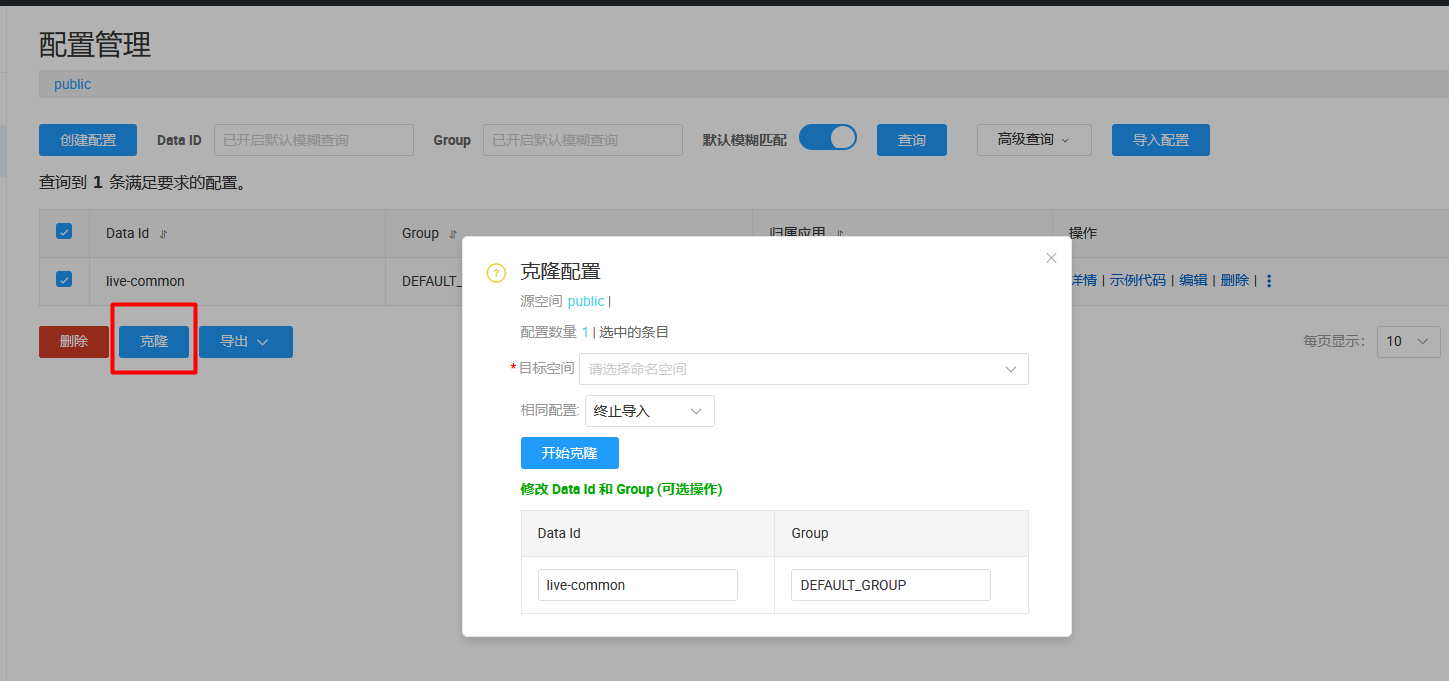 配置管理
public
创建配置 Data ID 已开启默认模糊查询 Group 已开启默认模糊查询 默认模糊匹配 查询 高级查询 导入配置
查询到 1 条满足要求的配置。
Data Id Group 归属应用 操作
live-common DEFAULT_ 详情 | 示例代码 | 编辑 | 删除 |
删除 克隆 导出 每页显示: 10
克隆配置
源空间 public |
配置数量 1 | 选中的条目
*目标空间 请选择命名空间
相同配置: 终止导入
开始克隆
修改 Data Id 和 Group (可选操作)
Data Id Group
live-common DEFAULT_GROUP